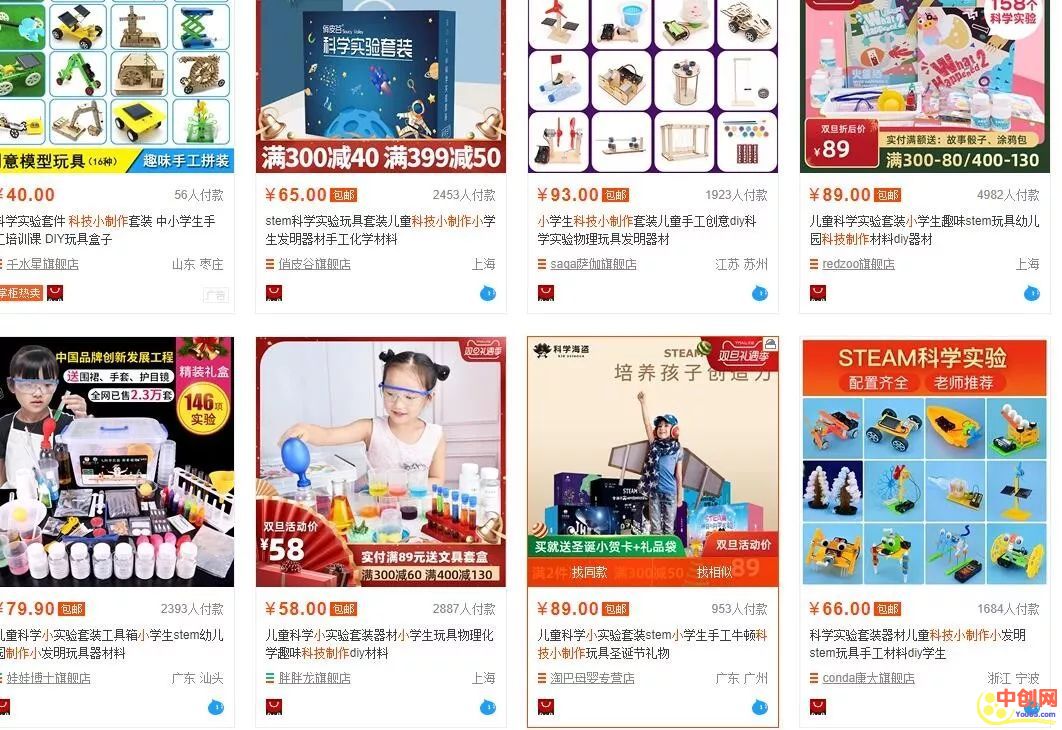 意模型玩具(16种)
趣味手工拼装
¥40.00
56人付款
科学实验套件 科技小制作套装 中小学生手
工培训课 DIY玩具盒子
千水星旗舰店
山东 枣庄
掌柜热卖
广告
俏皮谷
科学实验套装
满300减40 满399减50
¥65.00 包邮
2453人付款
stem科学实验玩具套装儿童科技小制作小学
生发明器材手工化学材料
俏皮谷旗舰店
上海
¥93.00 包邮
1923人付款
小学生科技小制作套装儿童手工创意diy科
学实验物理玩具发明器材
saqa萨伽旗舰店
江苏 苏州
158个
科学实验
What
Happened2
双旦折后价
¥89
实付满额送：故事骰子、涂鸦包
满300-80/400-130
¥89.00 包邮
4982人付款
儿童科学实验套装小学生趣味stem玩具幼儿
园科技制作材料diy器材
redzoo旗舰店
上海
中国品牌创新发展工程
送围裙、手套、护目镜
全网已售2.3万套
精装礼盒
146项
实验
¥79.90 包邮
2393人付款
儿童科学小实验套装工具箱小学生stem幼儿
园制作小发明玩具器材料
娃娃博士旗舰店
广东 汕头
双旦礼遇季
双旦活动价
¥58
实付满89元送文具套盒
满300减60 满400减130
¥58.00 包邮
2887人付款
儿童科学小实验套装器材小学生玩具物理化
学趣味科技制作diy材料
胖胖龙旗舰店
上海
科学海盗
双旦礼遇季
STEAM
培养孩子创造力
STEAM
买就送圣诞小贺卡+礼品袋
双旦活动价
满2件
找同款
满300减50
找相似
89
¥89.00 包邮
953人付款
儿童科学小实验套装stem小学生手工牛顿科
技小制作玩具圣诞节礼物
淘巴母婴专营店
广东 广州
STEAM科学实验
配置齐全
老师推荐
¥66.00 包邮
1684人付款
科学实验套装器材儿童科技小制作小发明
stem玩具手工材料diy学生
conda康大旗舰店
浙江 宁波
中创网